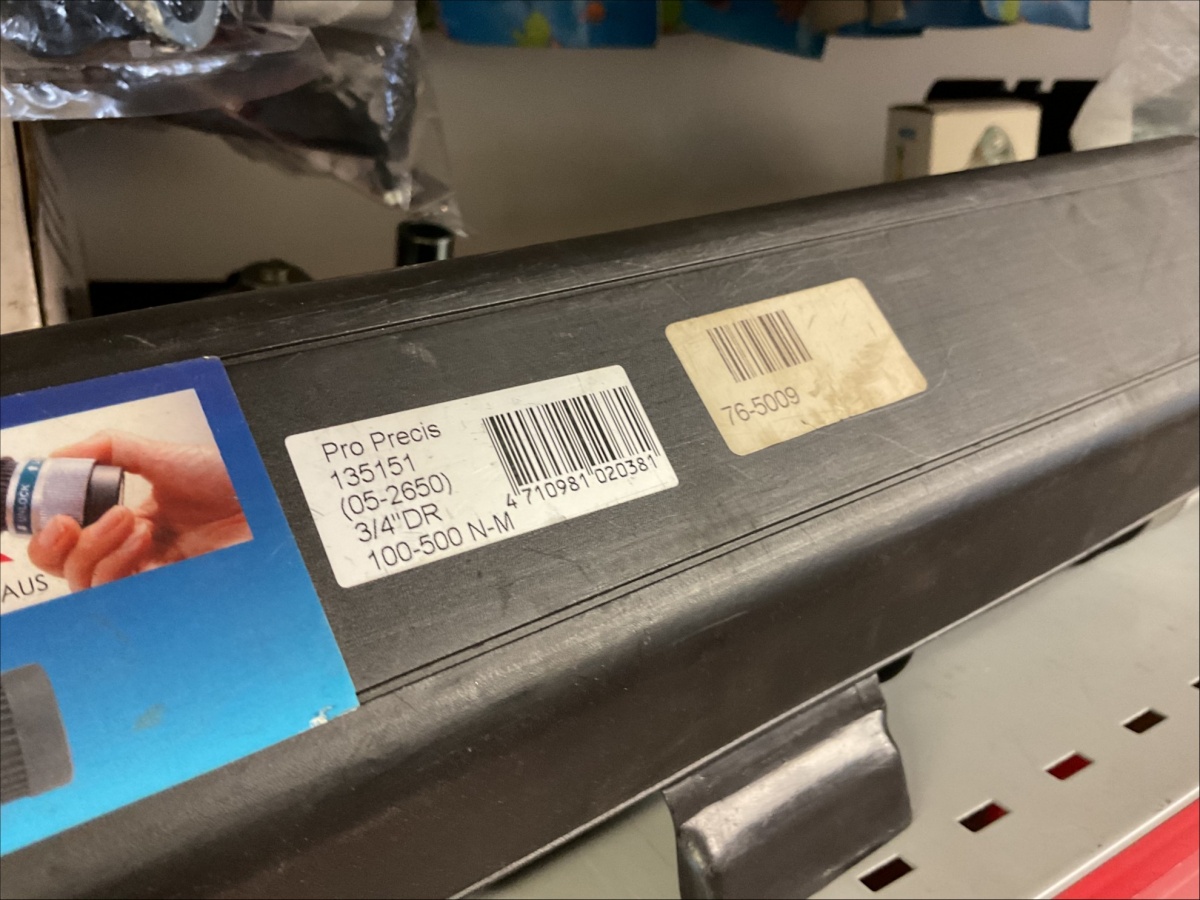 Pro Precis
135151
(05-2650)
3/4"DR
100-500 N-M
4 710981 020381
76-5009
AUS